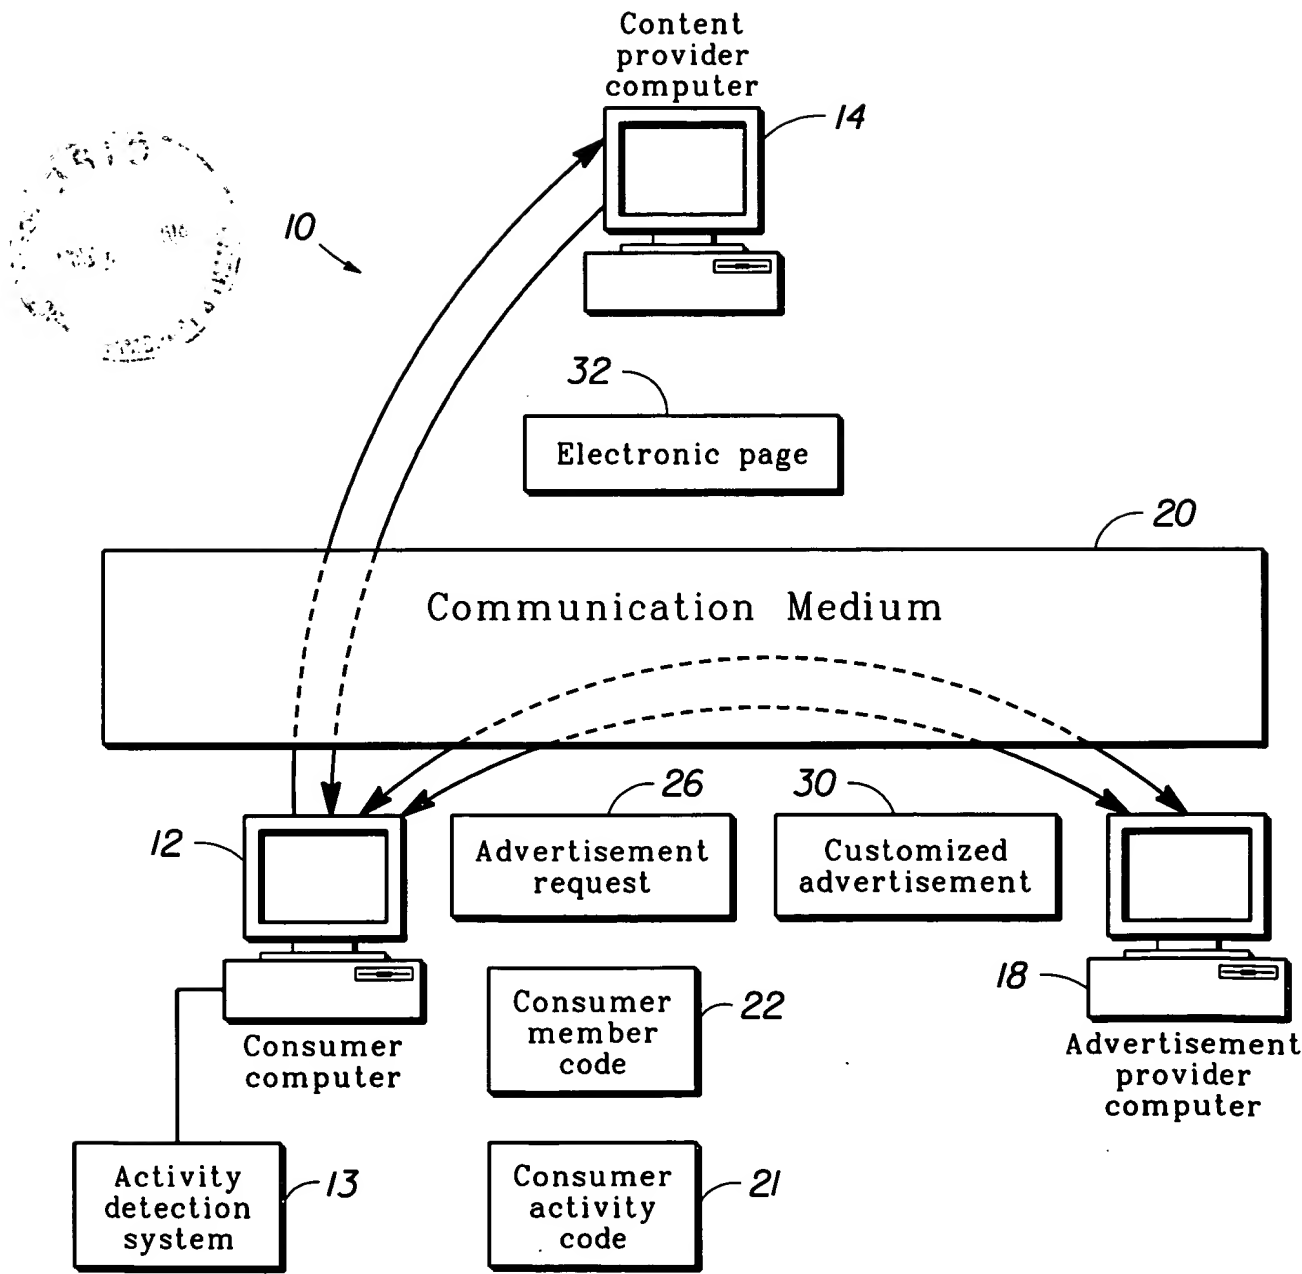 Content
provider
computer
14
10
32
Electronic page
20
Communication Medium
26
30
12
Advertisement
request
Customized
advertisement
18
Consumer
member
code
22
Consumer
computer
Advertisement
provider
computer
Activity
detection
system
13
Consumer
activity
code
21